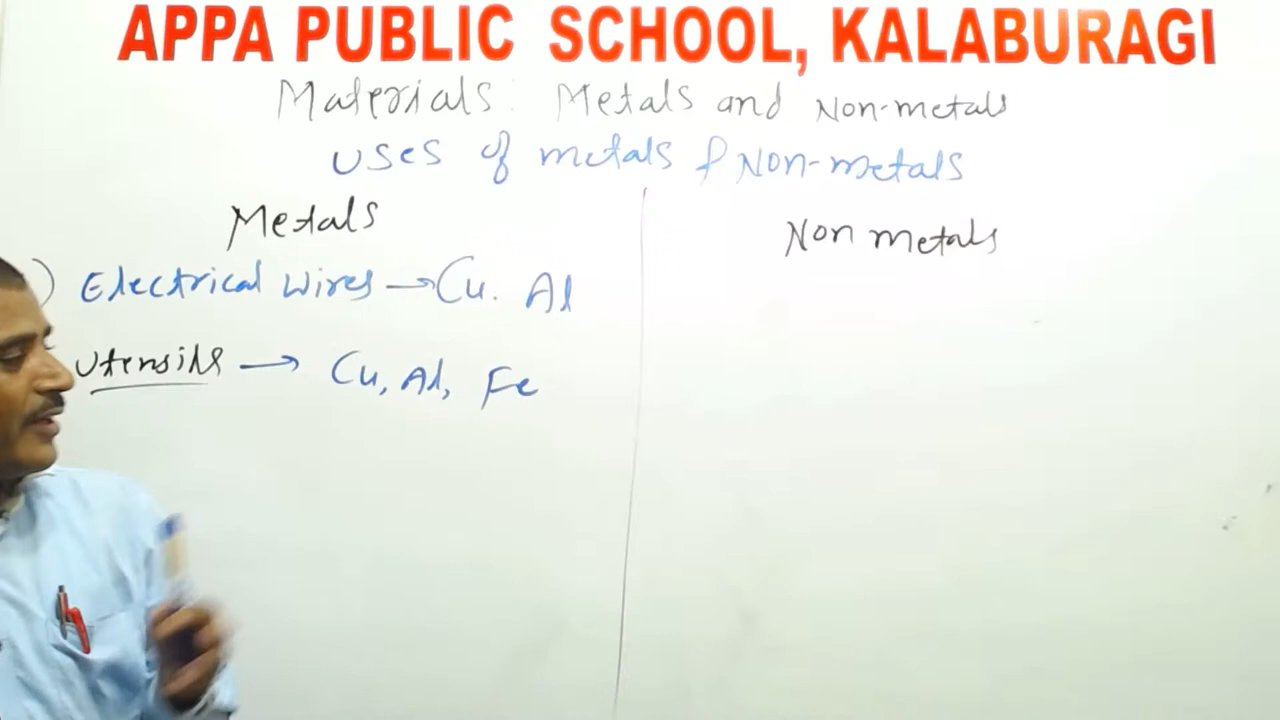 APPA PUBLIC SCHOOL, KALABURAGI
Materials: Metals and Non-metals
uses of metals & Non-metals
Metals
Non metals
) Electrical wires → Cu. Al
Utensils → Cu, Al, Fe